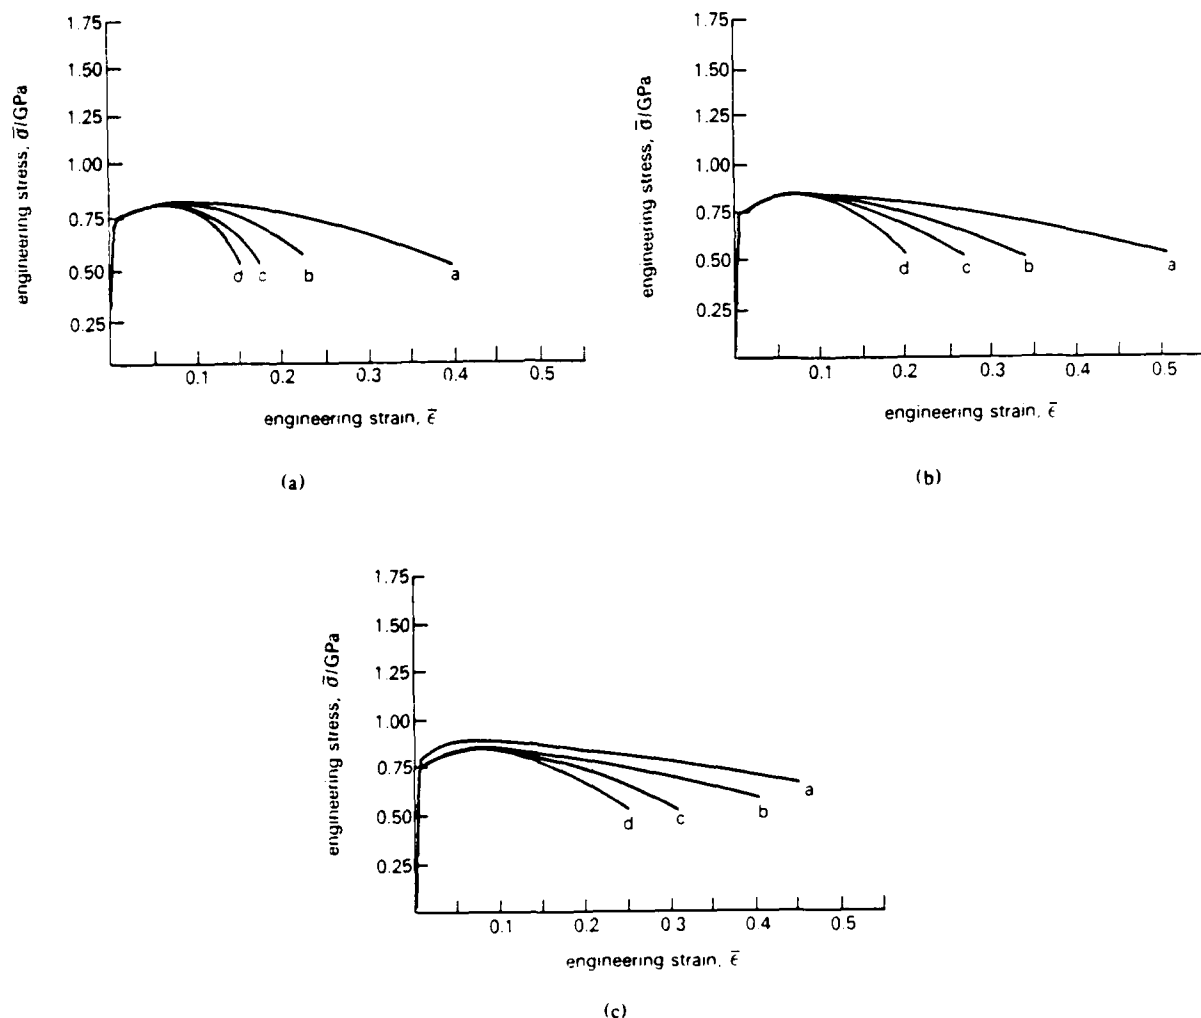 1.75
1.50
1.25
1.00
0.75
0.50
0.25
engineering stress, σ̄/GPa
d c b a
0.1 0.2 0.3 0.4 0.5
engineering strain, ε̄
(a)
1.75
1.50
1.25
1.00
0.75
0.50
0.25
engineering stress, σ̄/GPa
d c b a
0.1 0.2 0.3 0.4 0.5
engineering strain, ε̄
(b)
1.75
1.50
1.25
1.00
0.75
0.50
0.25
engineering stress, σ̄/GPa
d c b a
0.1 0.2 0.3 0.4 0.5
engineering strain, ε̄
(c)